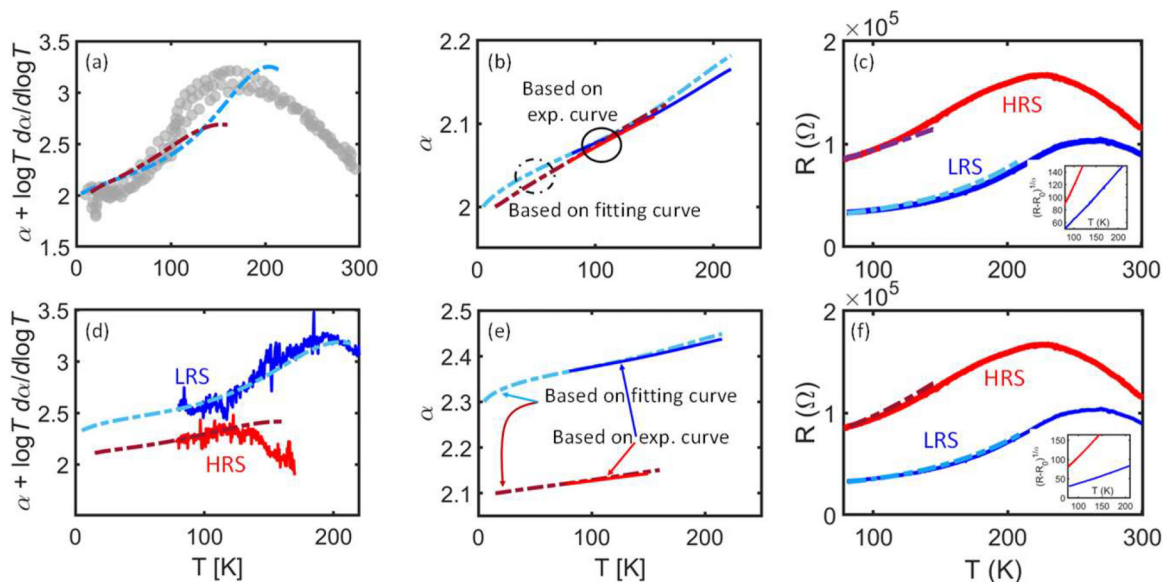 (a)
α + logT dα/dlogT
3.5
3
2.5
2
1.5
0
100
200
300
(b)
α
2.2
2.1
2
0
100
200
T [K]
Based on
exp. curve
Based on fitting curve
(c)
× 10⁵
R (Ω)
2
1
0
100
200
300
HRS
LRS
(R-R₀)^{1/α}
140
120
100
80
60
T (K)
100
150
200
(d)
α + logT dα/dlogT
3.5
3
2.5
2
0
100
200
T [K]
LRS
HRS
(e)
α
2.5
2.4
2.3
2.2
2.1
0
100
200
T [K]
Based on fitting curve
Based on exp. curve
(f)
× 10⁵
R (Ω)
2
1
0
100
200
300
T (K)
HRS
LRS
(R-R₀)^{1/α}
150
100
50
0
T (K)
100
150
200